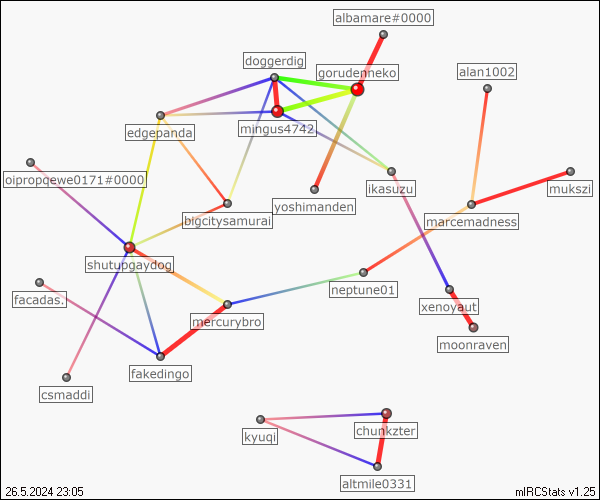 albamare#0000
doggerdig
gorudenneko
alan1002
edgepanda
mingus4742
oipropqewe0171#0000
ikasuzu
mukszi
yoshimanden
bigcitysamurai
marcemadness
shutupgaydog
neptune01
facadas.
xenoyaut
mercurybro
moonraven
fakedingo
csmaddi
chunkzter
kyuqi
altmile0331
26.5.2024 23:05
mIRCStats v1.25